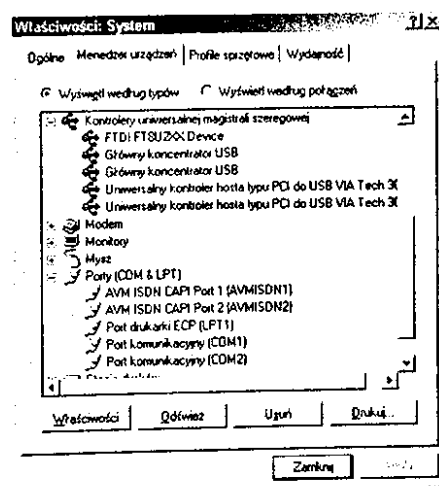 Właściwości: System
Ogólne Menedżer urządzeń Profile sprzętowe Wydajność
Wyświetl według typów Wyświetl według połączeń
Kontrolery uniwersalnej magistrali szeregowej
FTDI FTSUZXX Device
Główny koncentrator USB
Główny koncentrator USB
Uniwersalny kontroler hosta typu PCI do USB VIA Tech 3(
Uniwersalny kontroler hosta typu PCI do USB VIA Tech 3(
Modem
Monitory
Mysz
Porty (COM & LPT)
AVM ISDN CAPI Port 1 (AVMISDN1)
AVM ISDN CAPI Port 2 (AVMISDN2)
Port drukarki ECP (LPT1)
Port komunikacyjny (COM1)
Port komunikacyjny (COM2)
Właściwości Odśwież Usuń Drukuj...
Zamknij